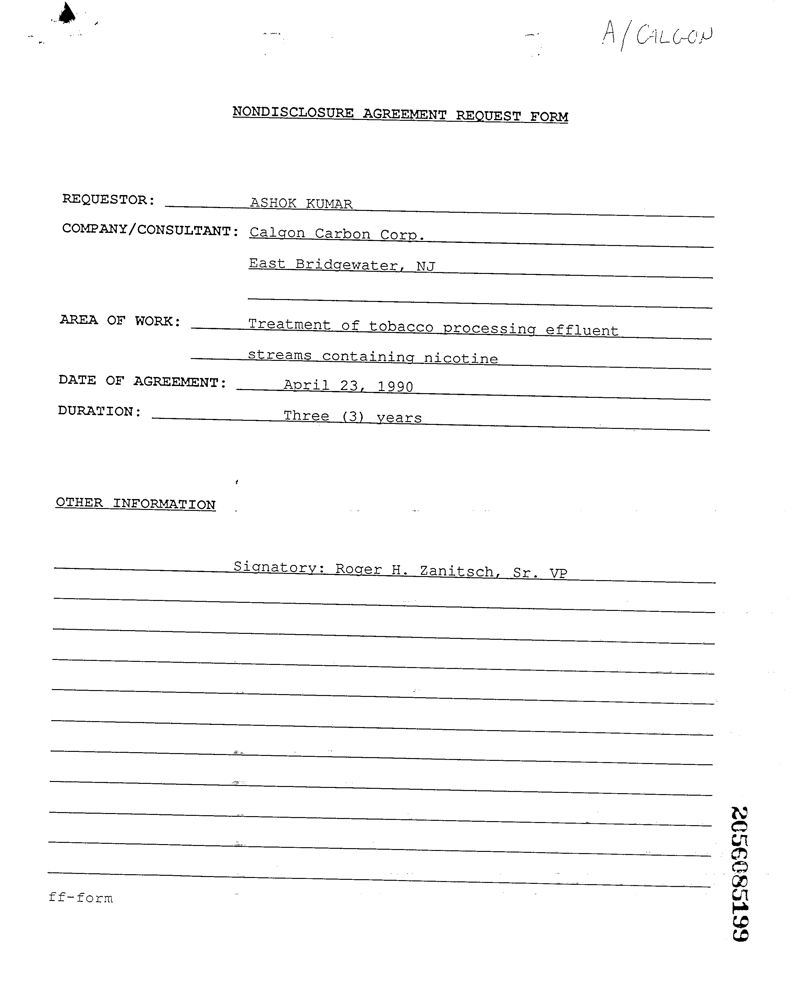 A/CALGON
NONDISCLOSURE AGREEMENT REQUEST FORM
REQUESTOR: ASHOK KUMAR
COMPANY/CONSULTANT: Calgon Carbon Corp.
East Bridgewater, NJ
AREA OF WORK: Treatment of tobacco processing effluent
streams containing nicotine
DATE OF AGREEMENT: April 23, 1990
DURATION: Three (3) years
OTHER INFORMATION
Signatory: Roger H. Zanitsch, Sr. VP
ff-form
2056085199